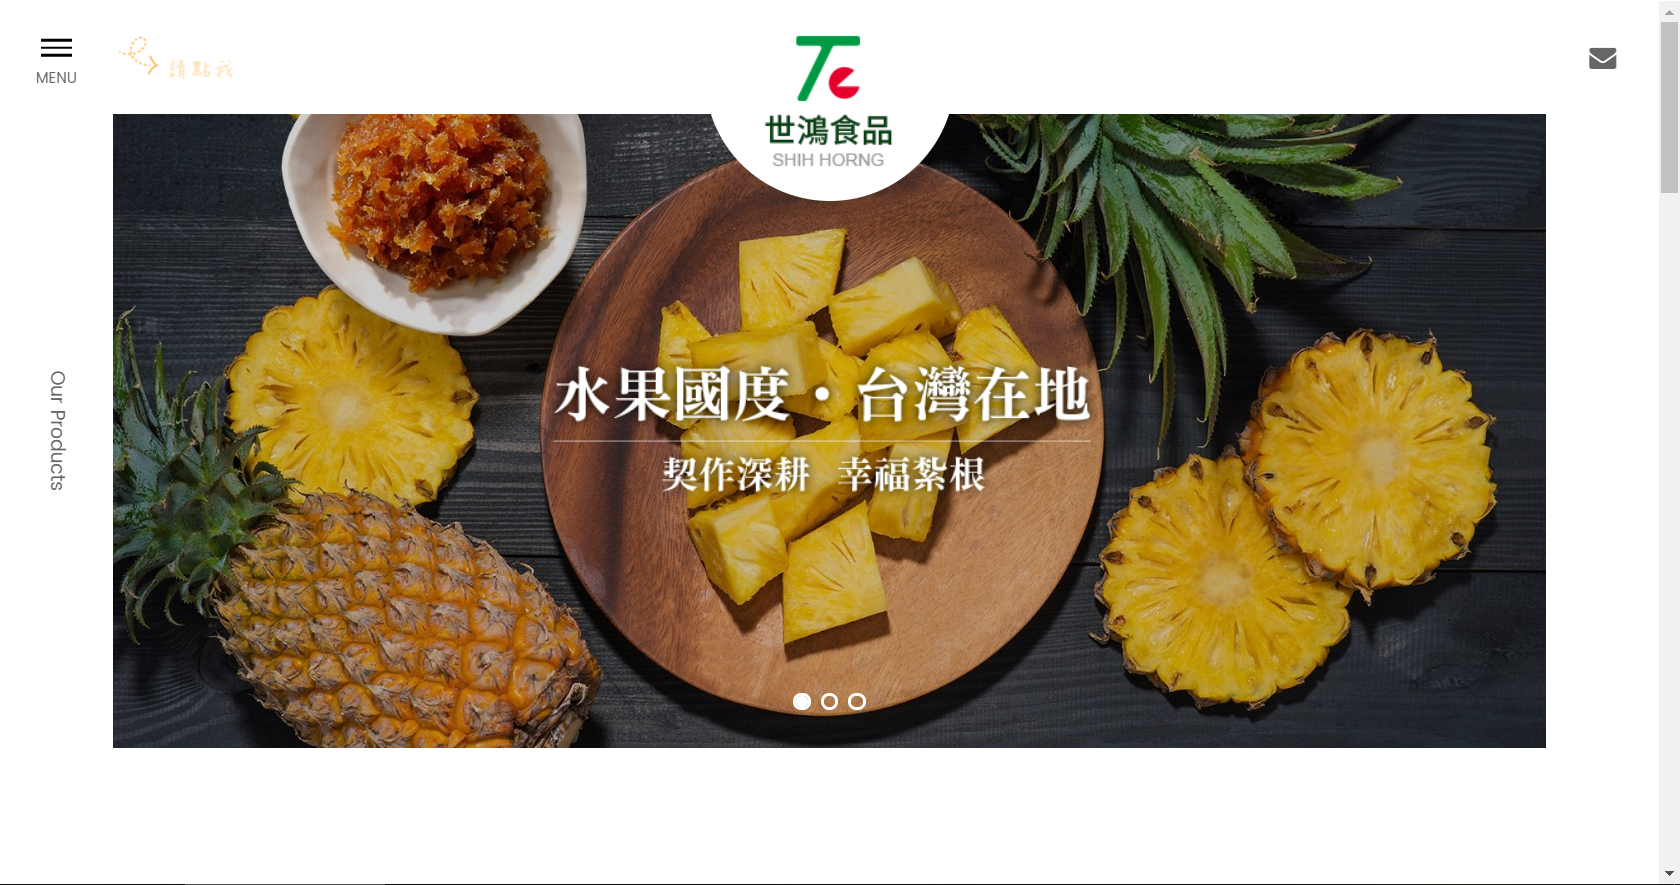 MENU
請點我
世鴻食品
SHIH HORNG
Our Products
水果國度・台灣在地
契作深耕 幸福紮根